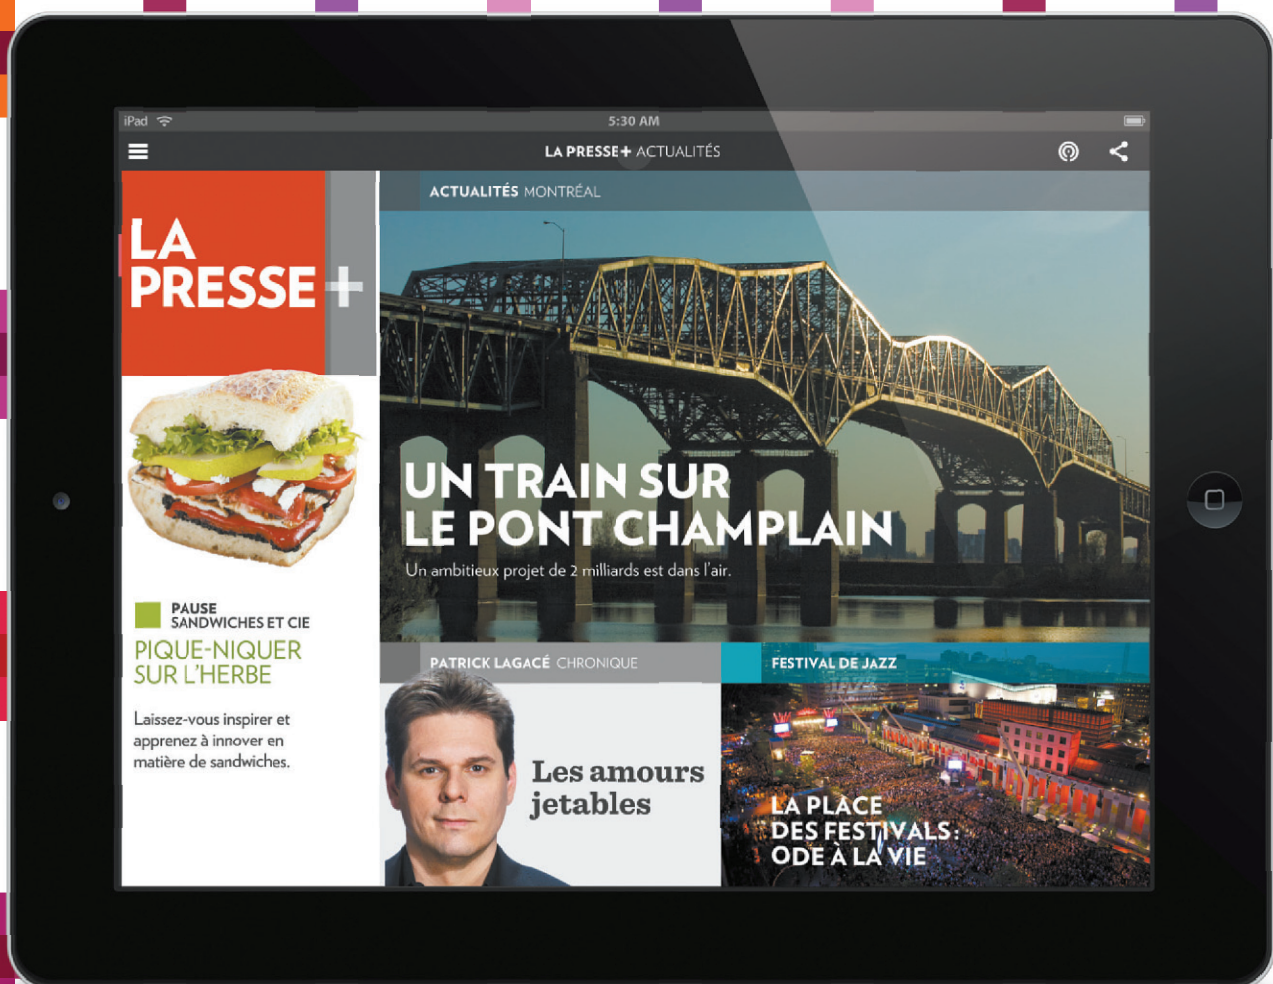 iPad
5:30 AM
LA PRESSE+ ACTUALITÉS
LA
PRESSE+
ACTUALITÉS MONTRÉAL
UN TRAIN SUR
LE PONT CHAMPLAIN
Un ambitieux projet de 2 milliards est dans l'air.
PAUSE
SANDWICHES ET CIE
PIQUE-NIQUER
SUR L'HERBE
Laissez-vous inspirer et
apprenez à innover en
matière de sandwiches.
PATRICK LAGACÉ CHRONIQUE
Les amours
jetables
FESTIVAL DE JAZZ
LA PLACE
DES FESTIVALS :
ODE À LA VIE